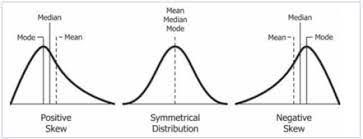 Median
Mode
Mean
Positive
Skew
Mean
Median
Mode
Symmetrical
Distribution
Median
Mean
Mode
Negative
Skew